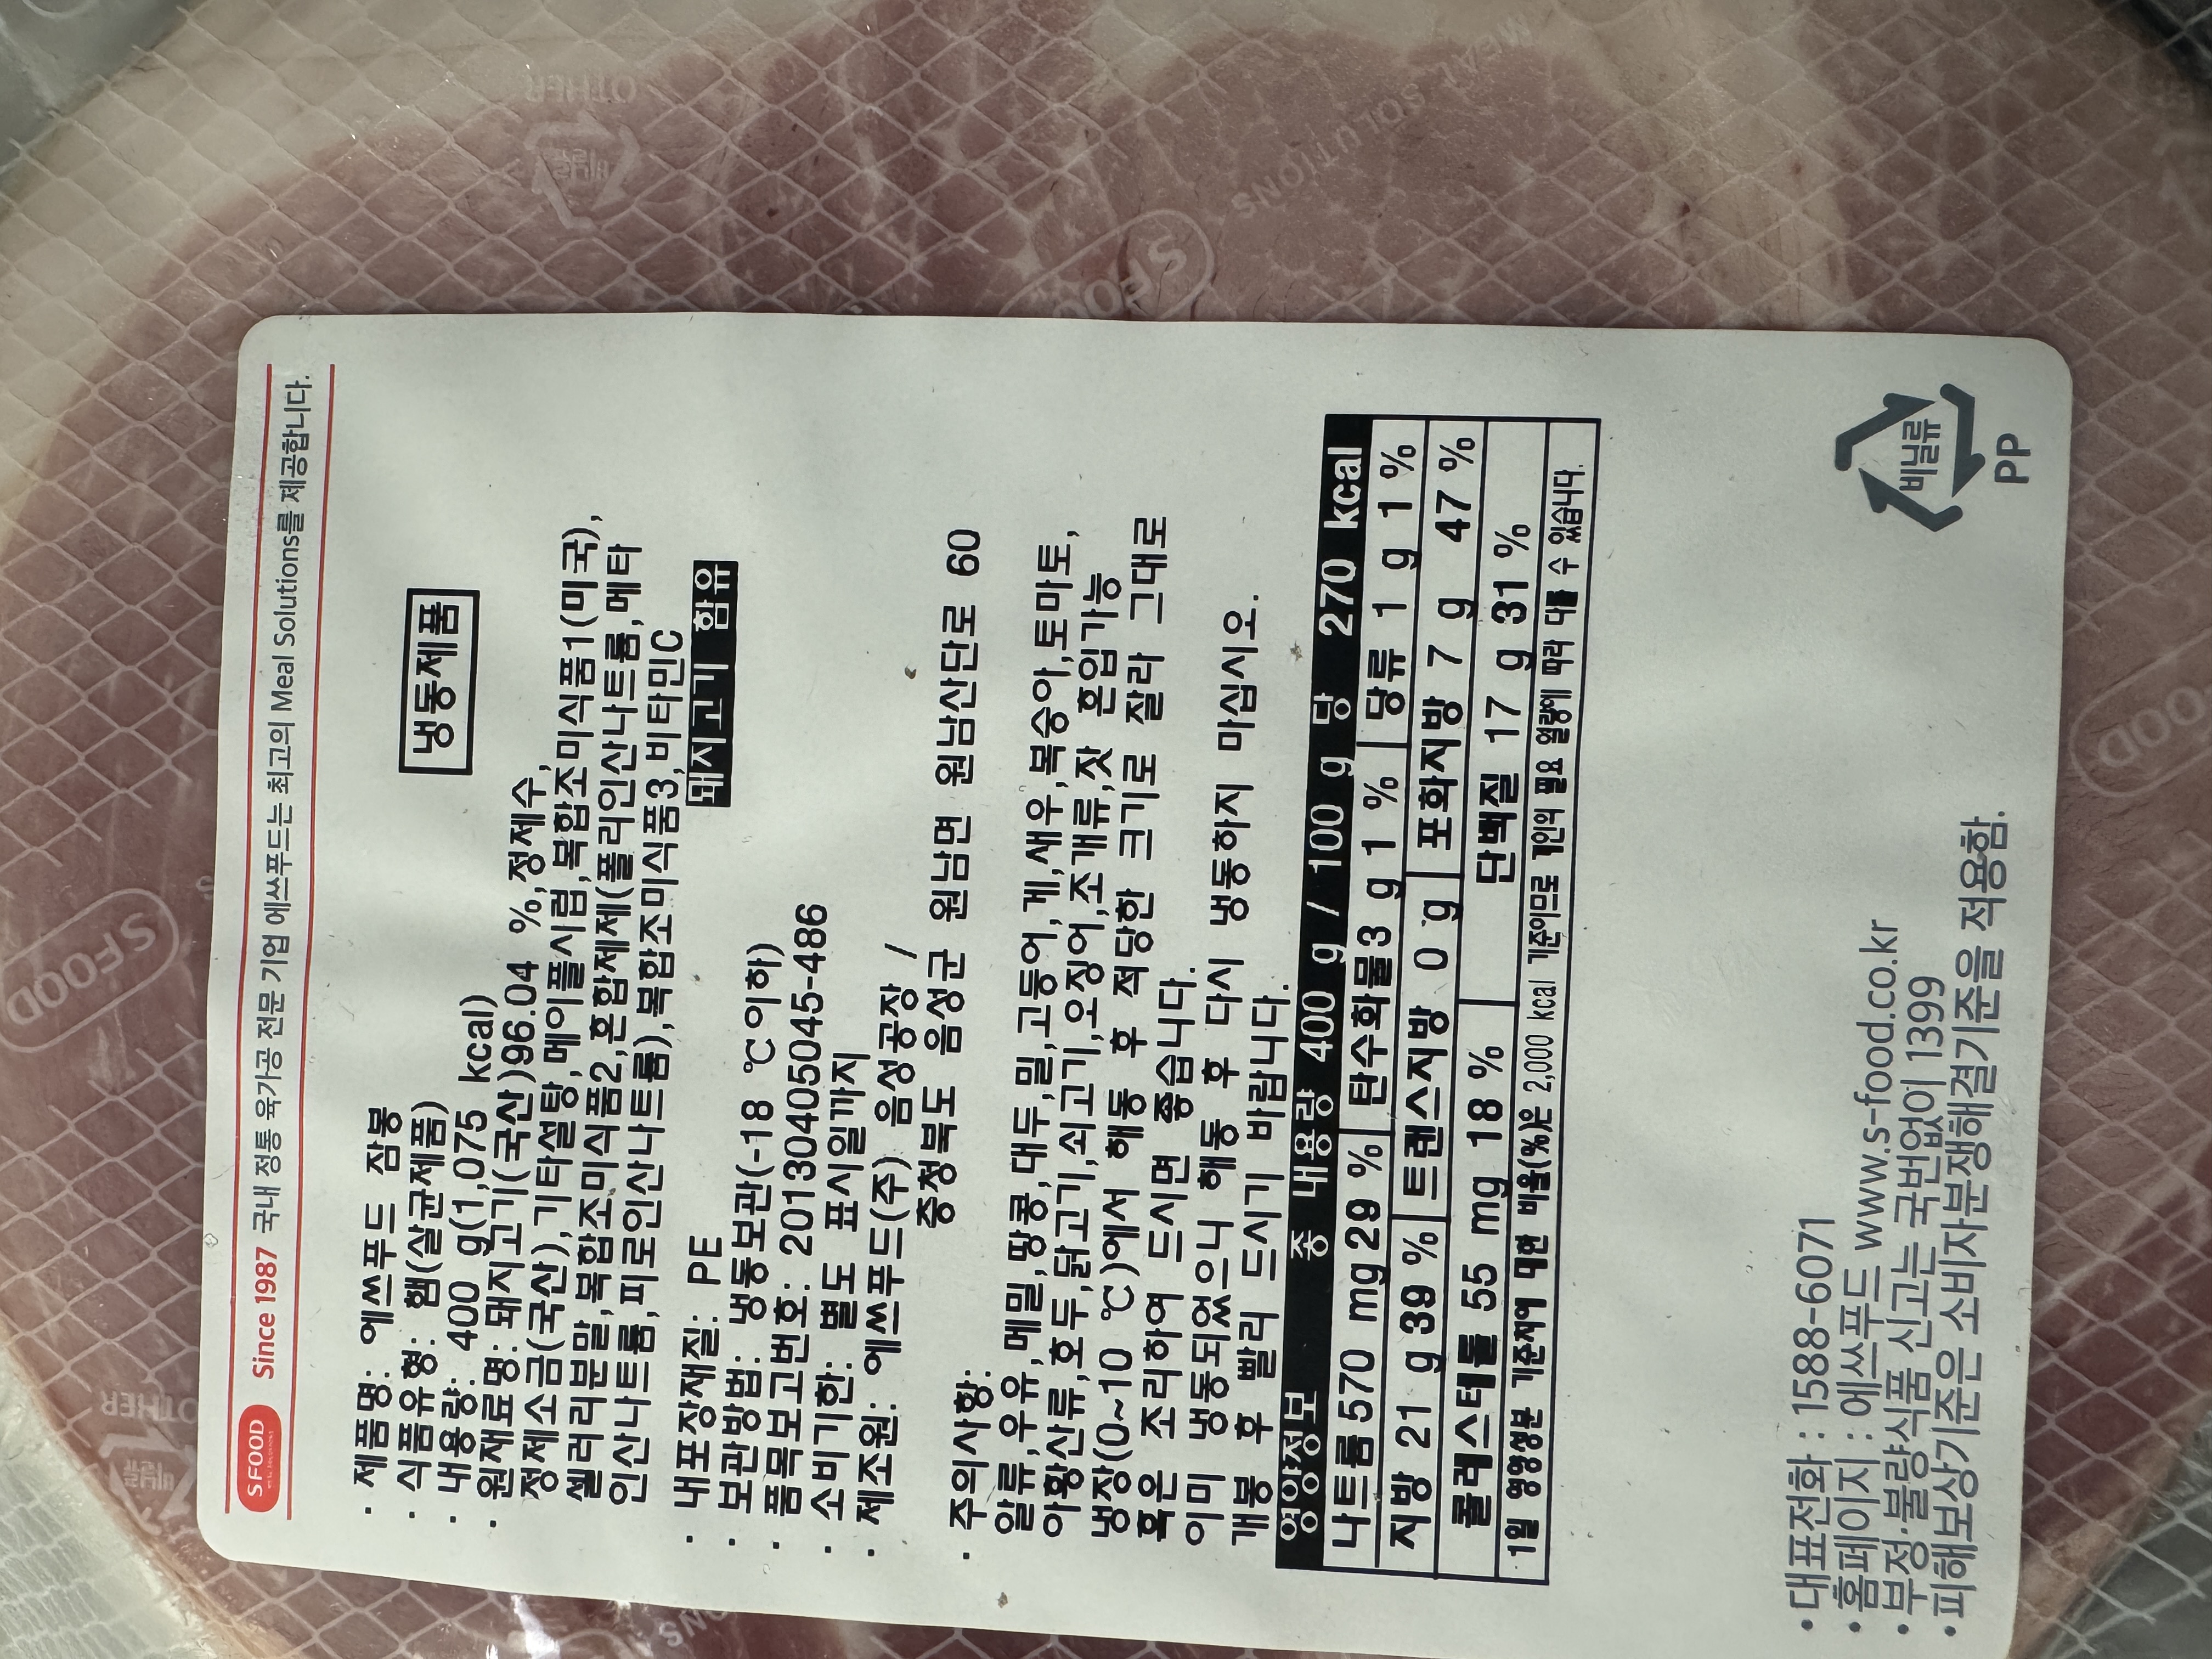 SFOOD Since 1987 국내 정통 육가공 전문 기업 에쓰푸드는 최고의 Meal Solutions를 제공합니다.
냉동제품
· 제품명: 에쓰푸드 잠봉
· 식품유형: 햄(살균제품)
· 내용량: 400 g(1,075 kcal)
· 원재료명: 돼지고기(국산)96.04 %,정제수,
정제소금(국산),기타설탕,메이플시럽,복합조미식품1(미국),
셀러리분말,복합조미식품2,혼합제제(폴리인산나트륨,메타
인산나트륨,피로인산나트륨),복합조미식품3,비타민C
돼지고기 함유
· 내포장재질: PE
· 보관방법: 냉동보관(-18 ℃이하)
· 품목보고번호: 20130405045-486
· 소비기한: 별도 표시일까지
· 제조원: 에쓰푸드(주) 음성공장 /
충청북도 음성군 원남면 원남산단로 60
· 주의사항:
알류,우유,메밀,땅콩,대두,밀,고등어,게,새우,복숭아,토마토,
아황산류,호두,닭고기,쇠고기,오징어,조개류,잣 혼입가능
냉장(0~10 ℃)에서 해동 후 적당한 크기로 잘라 그대로
혹은 조리하여 드시면 좋습니다.
이미 냉동되었으니 해동 후 다시 냉동하지 마십시오.
개봉 후 빨리 드시기 바랍니다.
영양정보 총 내용량 400 g / 100 g 당 270 kcal
나트륨 570 mg 29 % 탄수화물 3 g 1 % 당류 1 g 1 %
지방 21 g 39 % 트랜스지방 0 g 포화지방 7 g 47 %
콜레스테롤 55 mg 18 % 단백질 17 g 31 %
1일 영양성분 기준치에 대한 비율(%)은 2,000 kcal 기준이므로 개인의 필요 열량에 따라 다를 수 있습니다.
· 대표전화 : 1588-6071
· 홈페이지 : 에쓰푸드 www.s-food.co.kr
· 부정·불량식품 신고는 국번없이 1399
· 피해보상기준은 소비자분쟁해결기준을 적용함.
비닐류
PP
OTHER
비닐류
SFOOD
MEAT SOLUTIONS
SFOOD
SFOOD
OTHER